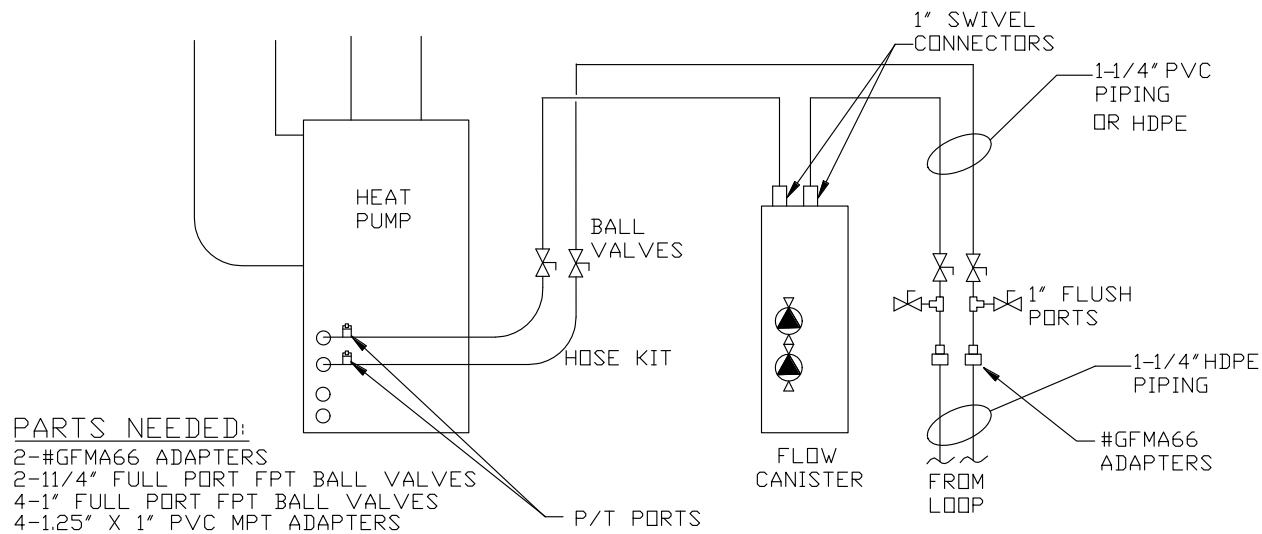 1" SWIVEL
CONNECTORS
1-1/4" PVC
PIPING
OR HDPE
HEAT
PUMP
BALL
VALVES
1" FLUSH
PORTS
HOSE KIT
1-1/4" HDPE
PIPING
PARTS NEEDED:
2-#GFMA66 ADAPTERS
2-11/4" FULL PORT FPT BALL VALVES
4-1" FULL PORT FPT BALL VALVES
4-1.25" X 1" PVC MPT ADAPTERS
P/T PORTS
FLOW
CANISTER
FROM
LOOP
#GFMA66
ADAPTERS